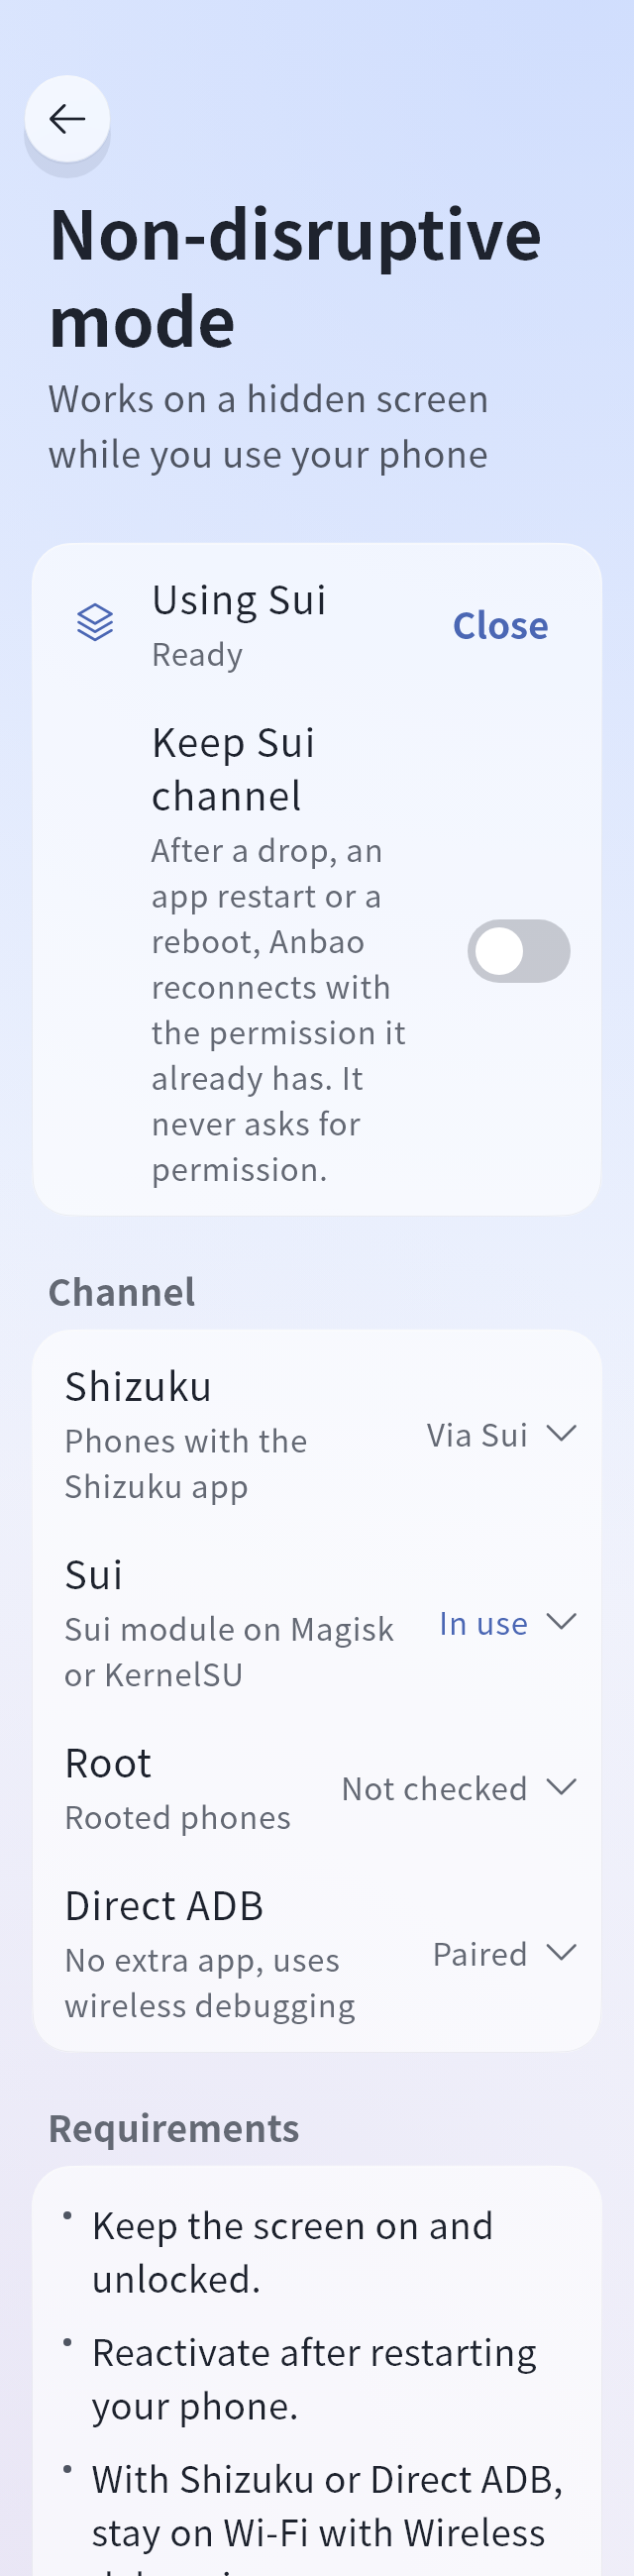 Non-disruptive
mode
Works on a hidden screen
while you use your phone
Using Sui
Ready
Close
Keep Sui
channel
After a drop, an
app restart or a
reboot, Anbao
reconnects with
the permission it
already has. It
never asks for
permission.
Channel
Shizuku
Phones with the
Shizuku app
Via Sui
Sui
Sui module on Magisk
or KernelSU
In use
Root
Rooted phones
Not checked
Direct ADB
No extra app, uses
wireless debugging
Paired
Requirements
• Keep the screen on and
unlocked.
• Reactivate after restarting
your phone.
• With Shizuku or Direct ADB,
stay on Wi-Fi with Wireless